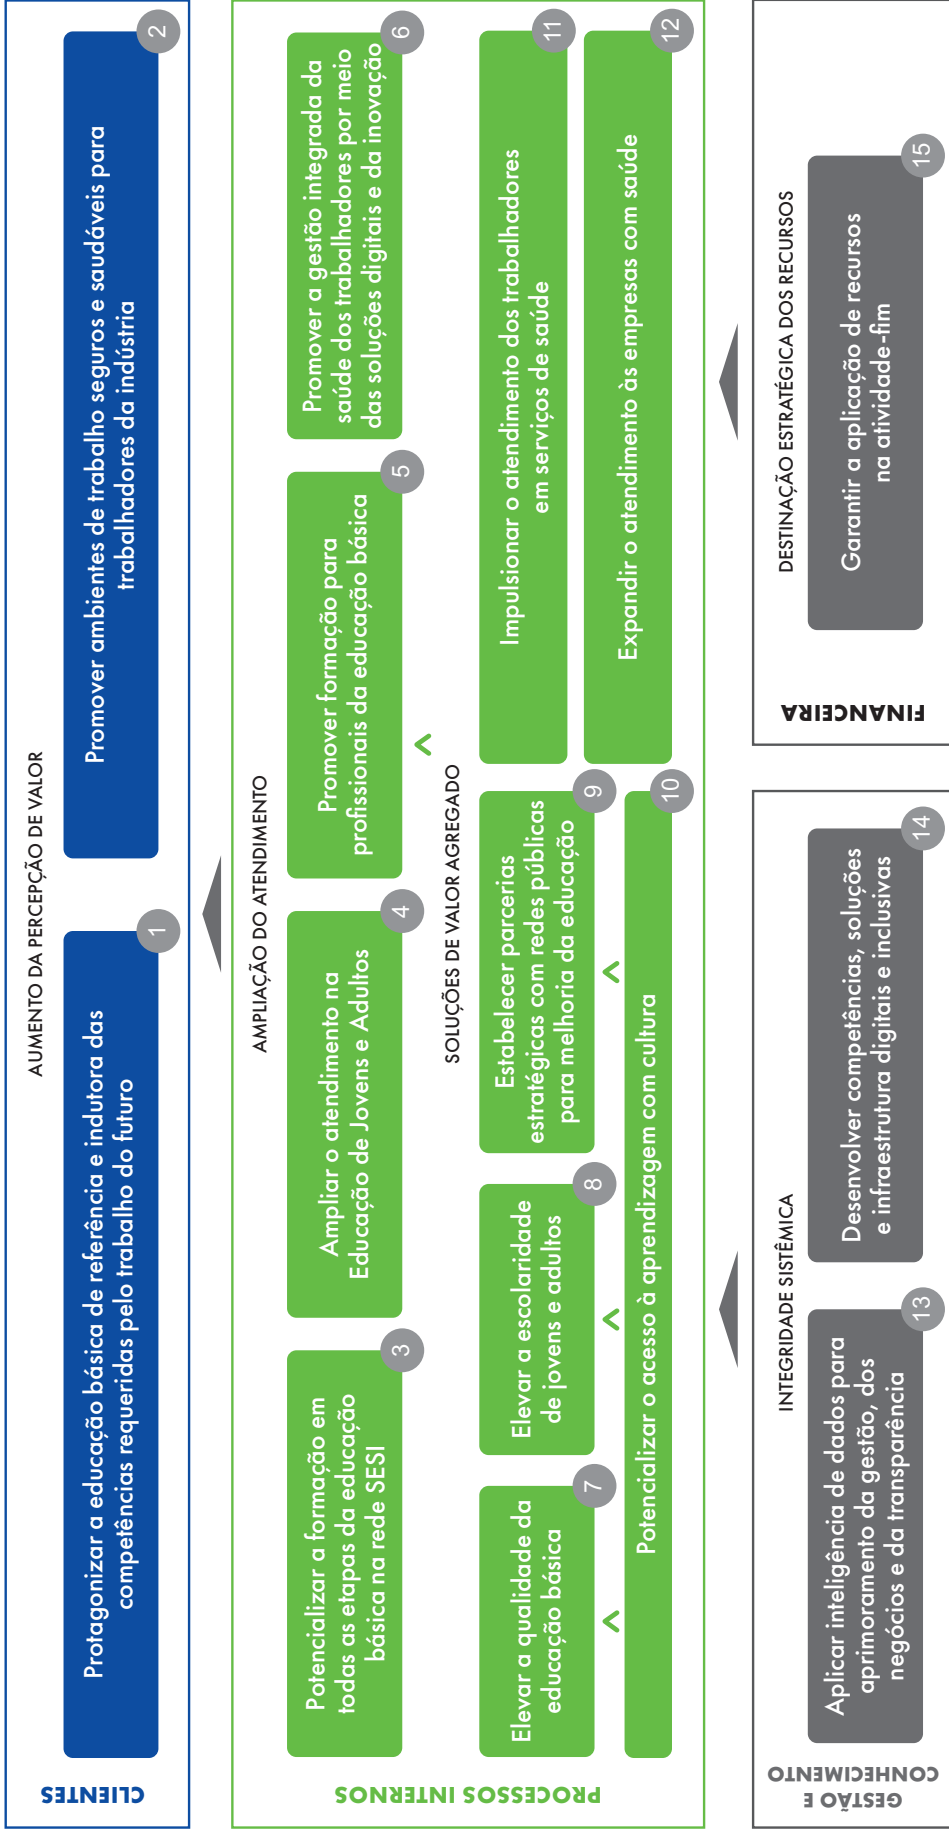 CLIENTES
AUMENTO DA PERCEPÇÃO DE VALOR
Protagonizar a educação básica de referência e indutora das
competências requeridas pelo trabalho do futuro
1
Promover ambientes de trabalho seguros e saudáveis para
trabalhadores da indústria
2
PROCESSOS INTERNOS
AMPLIAÇÃO DO ATENDIMENTO
Potencializar a formação em
todas as etapas da educação
básica na rede SESI
3
Ampliar o atendimento na
Educação de Jovens e Adultos
4
Promover formação para
profissionais da educação básica
5
Promover a gestão integrada da
saúde dos trabalhadores por meio
das soluções digitais e da inovação
6
SOLUÇÕES DE VALOR AGREGADO
Elevar a qualidade da
educação básica
7
Elevar a escolaridade
de jovens e adultos
8
Estabelecer parcerias
estratégicas com redes públicas
para melhoria da educação
9
Potencializar o acesso à aprendizagem com cultura
10
Impulsionar o atendimento dos trabalhadores
em serviços de saúde
11
Expandir o atendimento às empresas com saúde
12
GESTÃO E
CONHECIMENTO
INTEGRIDADE SISTÊMICA
Aplicar inteligência de dados para
aprimoramento da gestão, dos
negócios e da transparência
13
Desenvolver competências, soluções
e infraestrutura digitais e inclusivas
14
FINANCEIRA
DESTINAÇÃO ESTRATÉGICA DOS RECURSOS
Garantir a aplicação de recursos
na atividade-fim
15